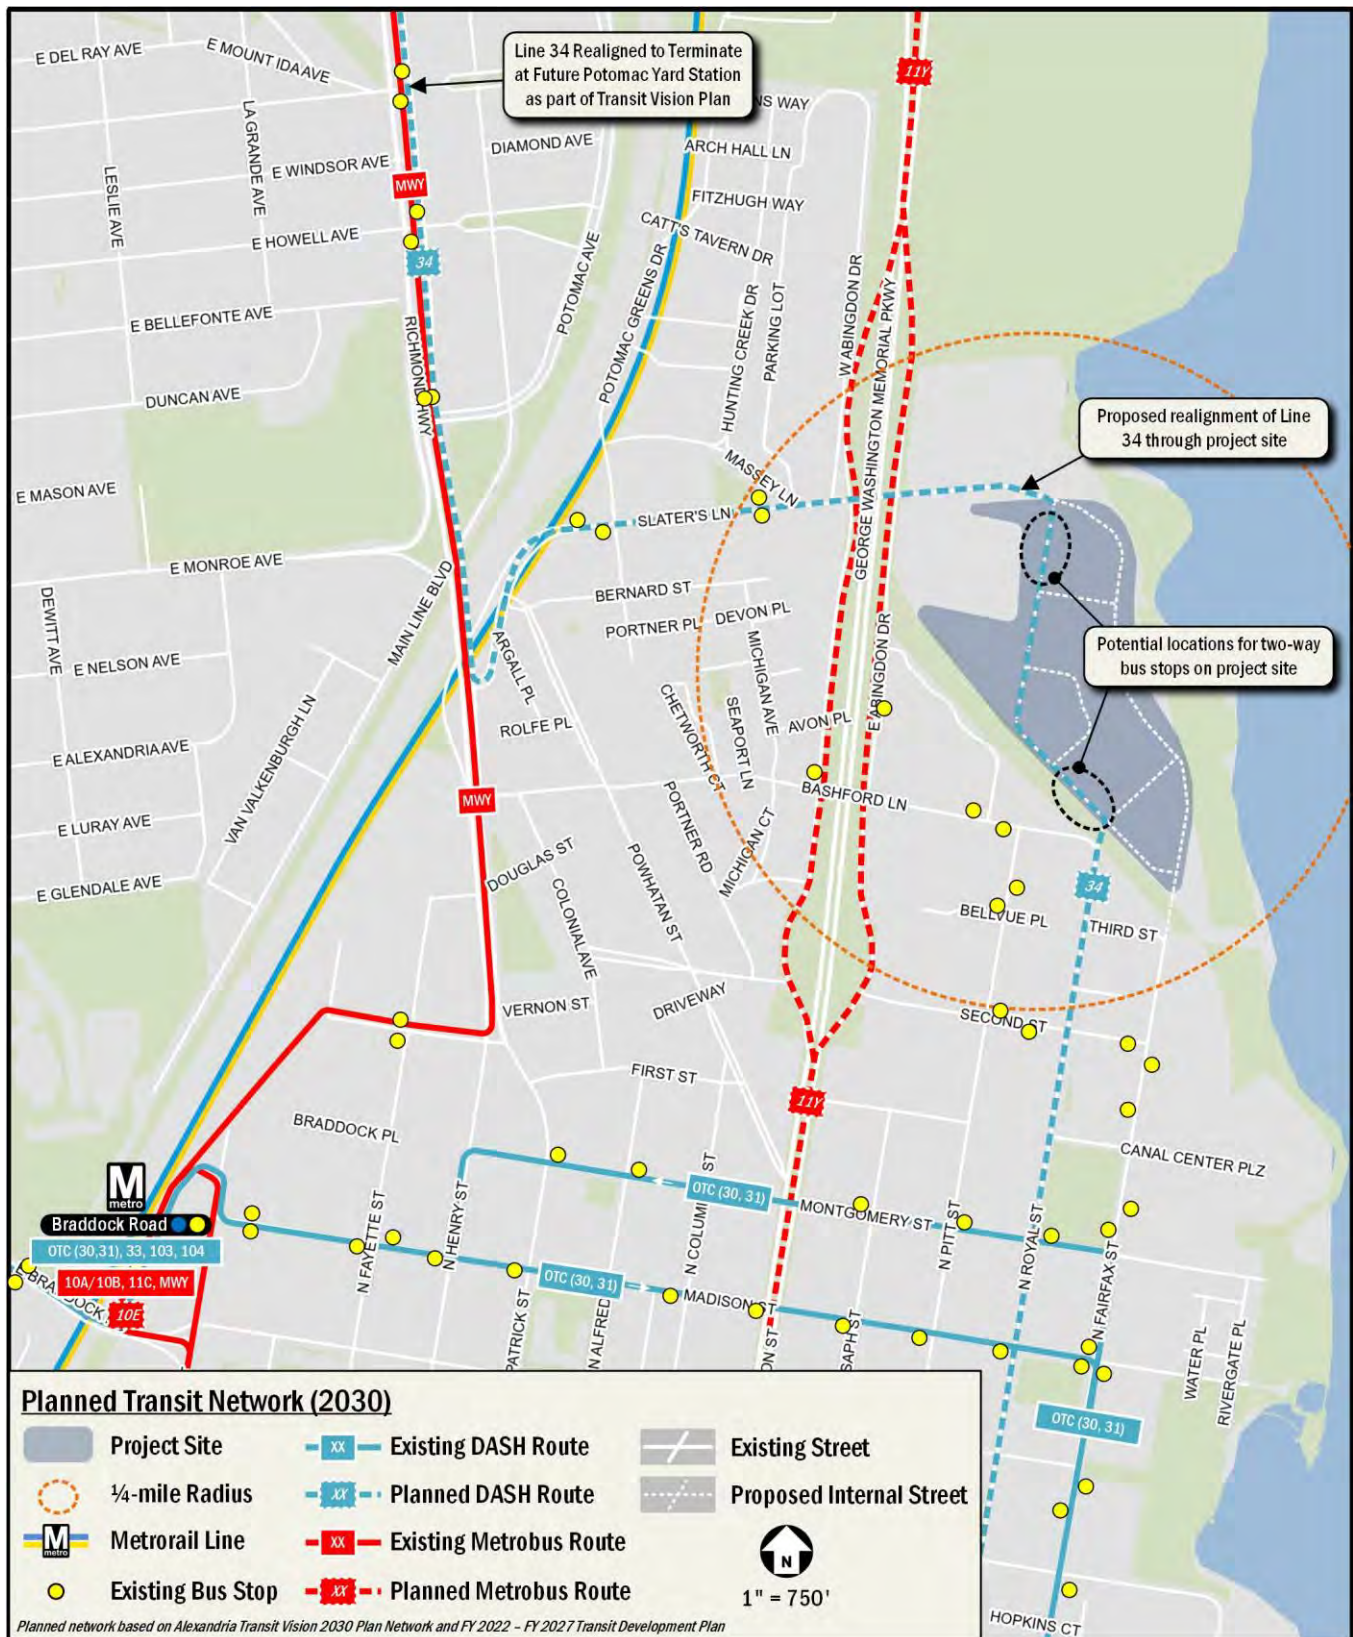 E DEL RAY AVE
E MOUNT IDA AVE
Line 34 Realigned to Terminate
at Future Potomac Yard Station
as part of Transit Vision Plan
11Y
NS WAY
LA GRANDE AVE
LESLIE AVE
E WINDSOR AVE
DIAMOND AVE
ARCH HALL LN
MWY
FITZHUGH WAY
CATT'S TAVERN DR
E HOWELL AVE
34
POTOMAC AVE
POTOMAC GREENS DR
W ABINGDON DR
GEORGE WASHINGTON MEMORIAL PKWY
HUNTING CREEK DR
PARKING LOT
E BELLEFONTE AVE
RICHMOND HWY
DUNCAN AVE
Proposed realignment of Line
34 through project site
MASSEY LN
E MASON AVE
SLATER'S LN
E MONROE AVE
MAIN LINE BLVD
BERNARD ST
DEWITT AVE
DEVON PL
PORTNER PL
MICHIGAN AVE
ARGALL PL
Potential locations for two-way
bus stops on project site
E NELSON AVE
E ABINGDON DR
CHETWORTH CT
SEAPORT LN
AVON PL
ROLFE PL
VAN VALKENBURGH LN
E ALEXANDRIA AVE
BASHFORD LN
MWY
PORTNER RD
E LURAY AVE
MICHIGAN CT
POWHATAN ST
DOUGLAS ST
E GLENDALE AVE
COLONIAL AVE
34
BELLVUE PL
THIRD ST
VERNON ST
DRIVEWAY
SECOND ST
FIRST ST
11Y
BRADDOCK PL
CANAL CENTER PLZ
M
metro
Braddock Road
OTC (30,31), 33, 103, 104
10A/10B, 11C, MWY
E BRADDOCK
10E
N FAYETTE ST
N HENRY ST
OTC (30, 31)
N COLUM
ST
MONTGOMERY ST
N PITT ST
N ROYAL ST
N FAIRFAX ST
OTC (30, 31)
MADISON ST
PATRICK ST
N ALFRED
ON ST
SAPH ST
WATER PL
RIVERGATE PL
OTC (30, 31)
HOPKINS CT
Planned Transit Network (2030)
Project Site
XX Existing DASH Route
Existing Street
¼-mile Radius
XX Planned DASH Route
Proposed Internal Street
M
metro
Metrorail Line
XX Existing Metrobus Route
N
Existing Bus Stop
XX Planned Metrobus Route
1" = 750'
Planned network based on Alexandria Transit Vision 2030 Plan Network and FY 2022 – FY 2027 Transit Development Plan